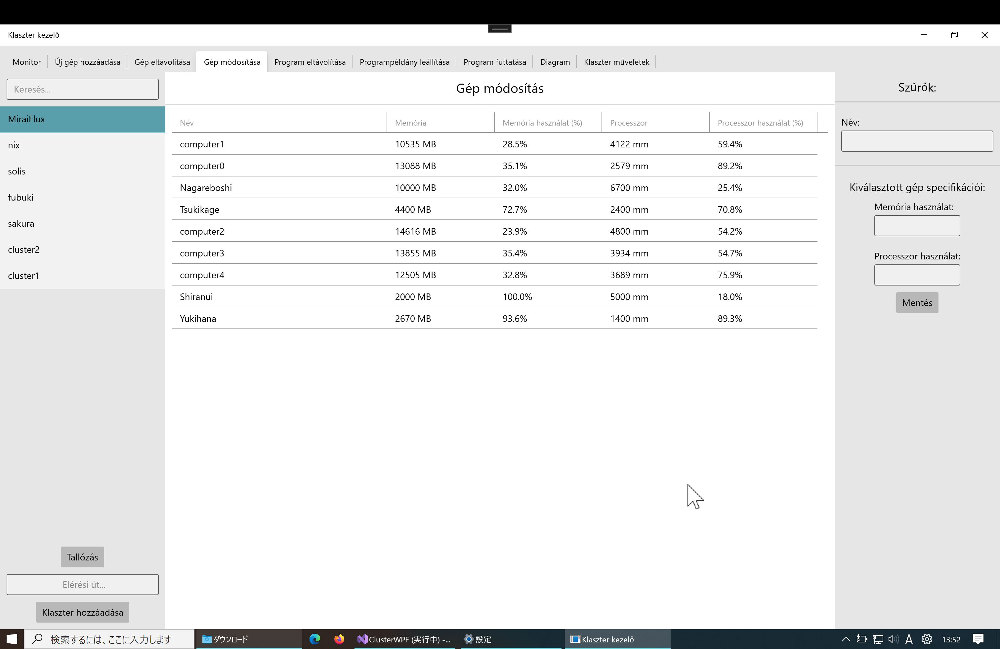 Klaszter kezelő
Monitor Új gép hozzáadása Gép eltávolítása Gép módosítása Program eltávolítása Programpéldány leállítása Program futtatása Diagram Klaszter műveletek
Keresés...
MiraiFlux
nix
solis
fubuki
sakura
cluster2
cluster1
Tallózás
Elérési út...
Klaszter hozzáadása
Gép módosítás
Név Memória Memória használat (%) Processzor Processzor használat (%)
computer1 10535 MB 28.5% 4122 mm 59.4%
computer0 13088 MB 35.1% 2579 mm 89.2%
Nagareboshi 10000 MB 32.0% 6700 mm 25.4%
Tsukikage 4400 MB 72.7% 2400 mm 70.8%
computer2 14616 MB 23.9% 4800 mm 54.2%
computer3 13855 MB 35.4% 3934 mm 54.7%
computer4 12505 MB 32.8% 3689 mm 75.9%
Shiranui 2000 MB 100.0% 5000 mm 18.0%
Yukihana 2670 MB 93.6% 1400 mm 89.3%
Szűrők:
Név:
Kiválasztott gép specifikációi:
Memória használat:
Processzor használat:
Mentés
検索するには、ここに入力します ダウンロード ClusterWPF (実行中) -... 設定 Klaszter kezelő A 13:52